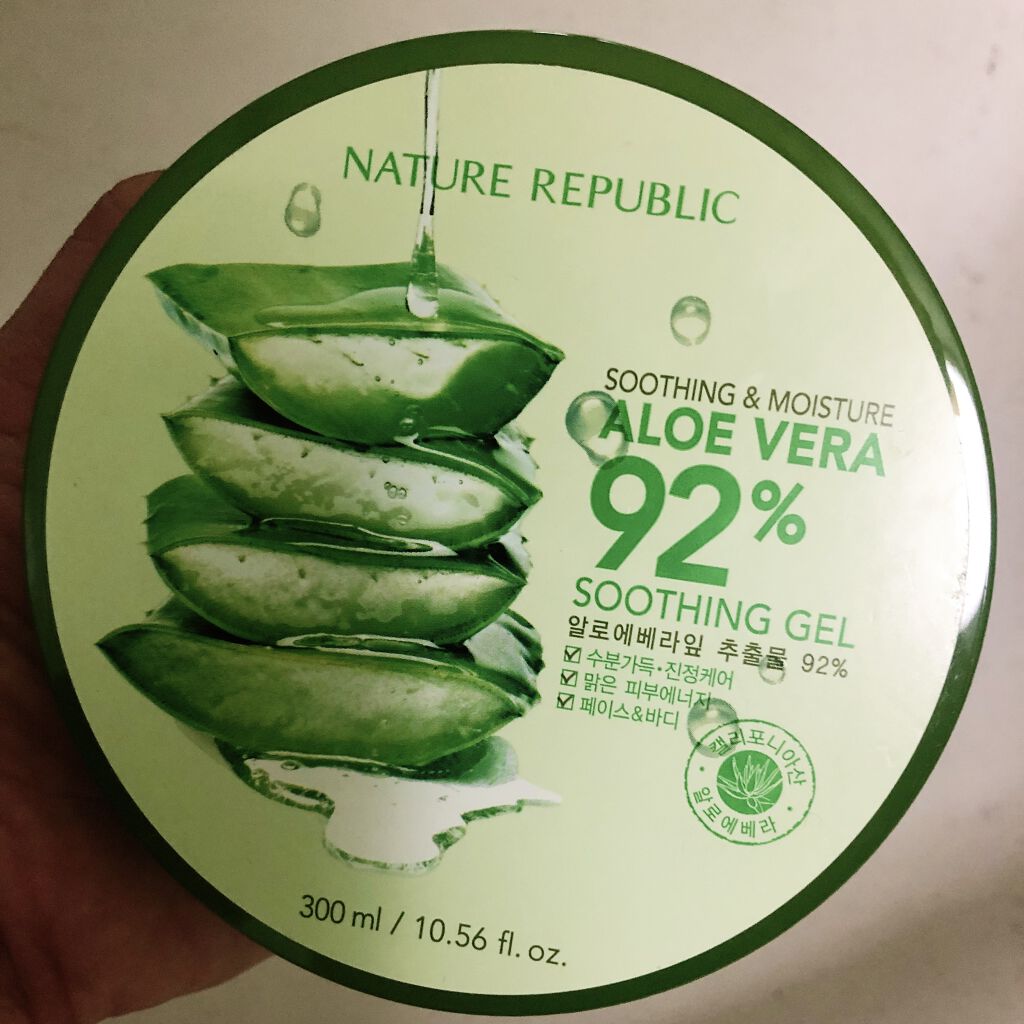 NATURE REPUBLIC
SOOTHING & MOISTURE
ALOE VERA
92%
SOOTHING GEL
알로에베라잎 추출물 92%
수분가득·진정케어
맑은 피부에너지
페이스&바디
캘리포니아산
알로에베라
300 ml / 10.56 fl. oz.